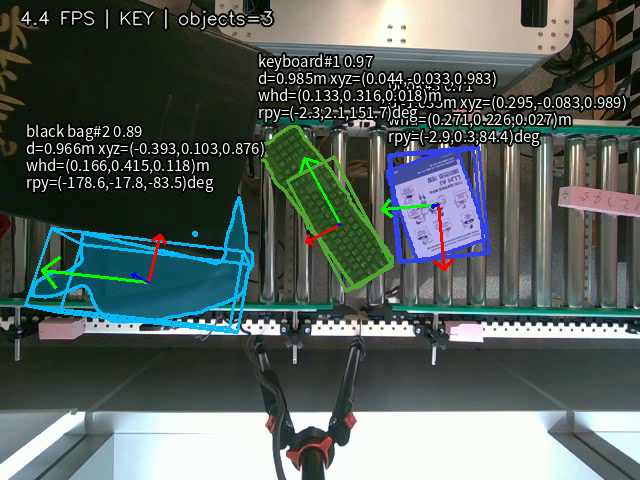 4.4 FPS | KEY | objects=3
keyboard#1 0.97
d=0.985m xyz=(0.044,-0.033,0.983)
whd=(0.133,0.316,0.018)m
rpy=(-2.3,2.1,151.7)deg
0.71
xyz=(0.295,-0.083,0.989)
whd=(0.271,0.226,0.027)m
rpy=(-2.9,0.3,84.4)deg
black bag#2 0.89
d=0.966m xyz=(-0.393,0.103,0.876)
whd=(0.166,0.415,0.118)m
rpy=(-178.6,-17.8,-83.5)deg
LLM AI